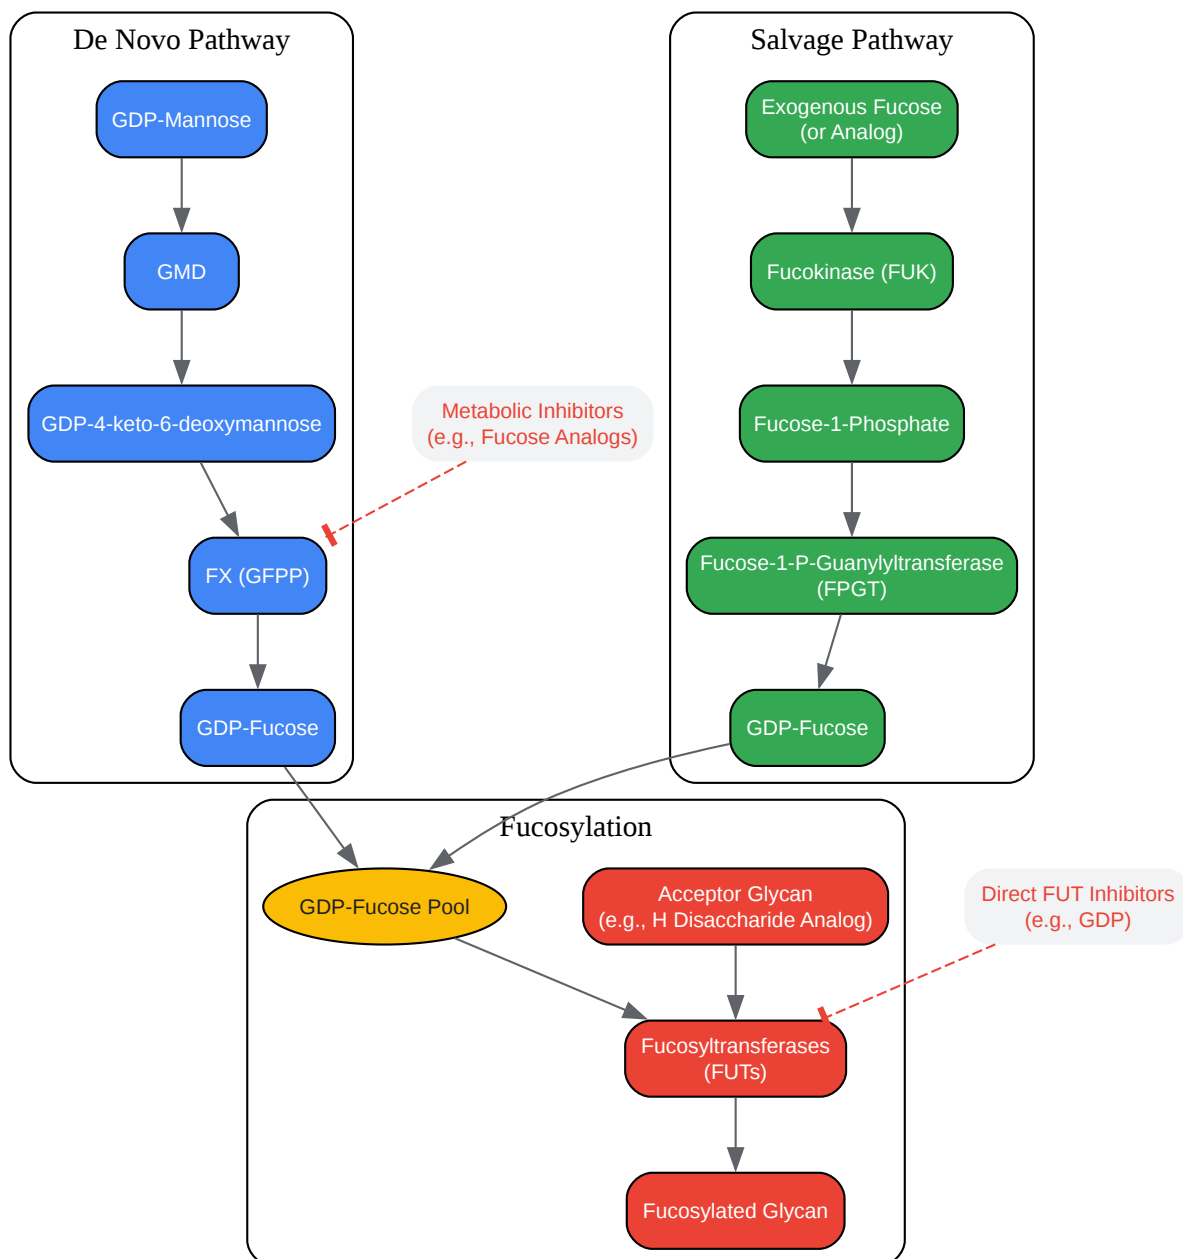 De Novo Pathway
GDP-Mannose
GMD
GDP-4-keto-6-deoxymannose
FX (GFPP)
GDP-Fucose
Metabolic Inhibitors
(e.g., Fucose Analogs)
Salvage Pathway
Exogenous Fucose
(or Analog)
Fucokinase (FUK)
Fucose-1-Phosphate
Fucose-1-P-Guanylyltransferase
(FPGT)
GDP-Fucose
Fucosylation
GDP-Fucose Pool
Acceptor Glycan
(e.g., H Disaccharide Analog)
Direct FUT Inhibitors
(e.g., GDP)
Fucosyltransferases
(FUTs)
Fucosylated Glycan